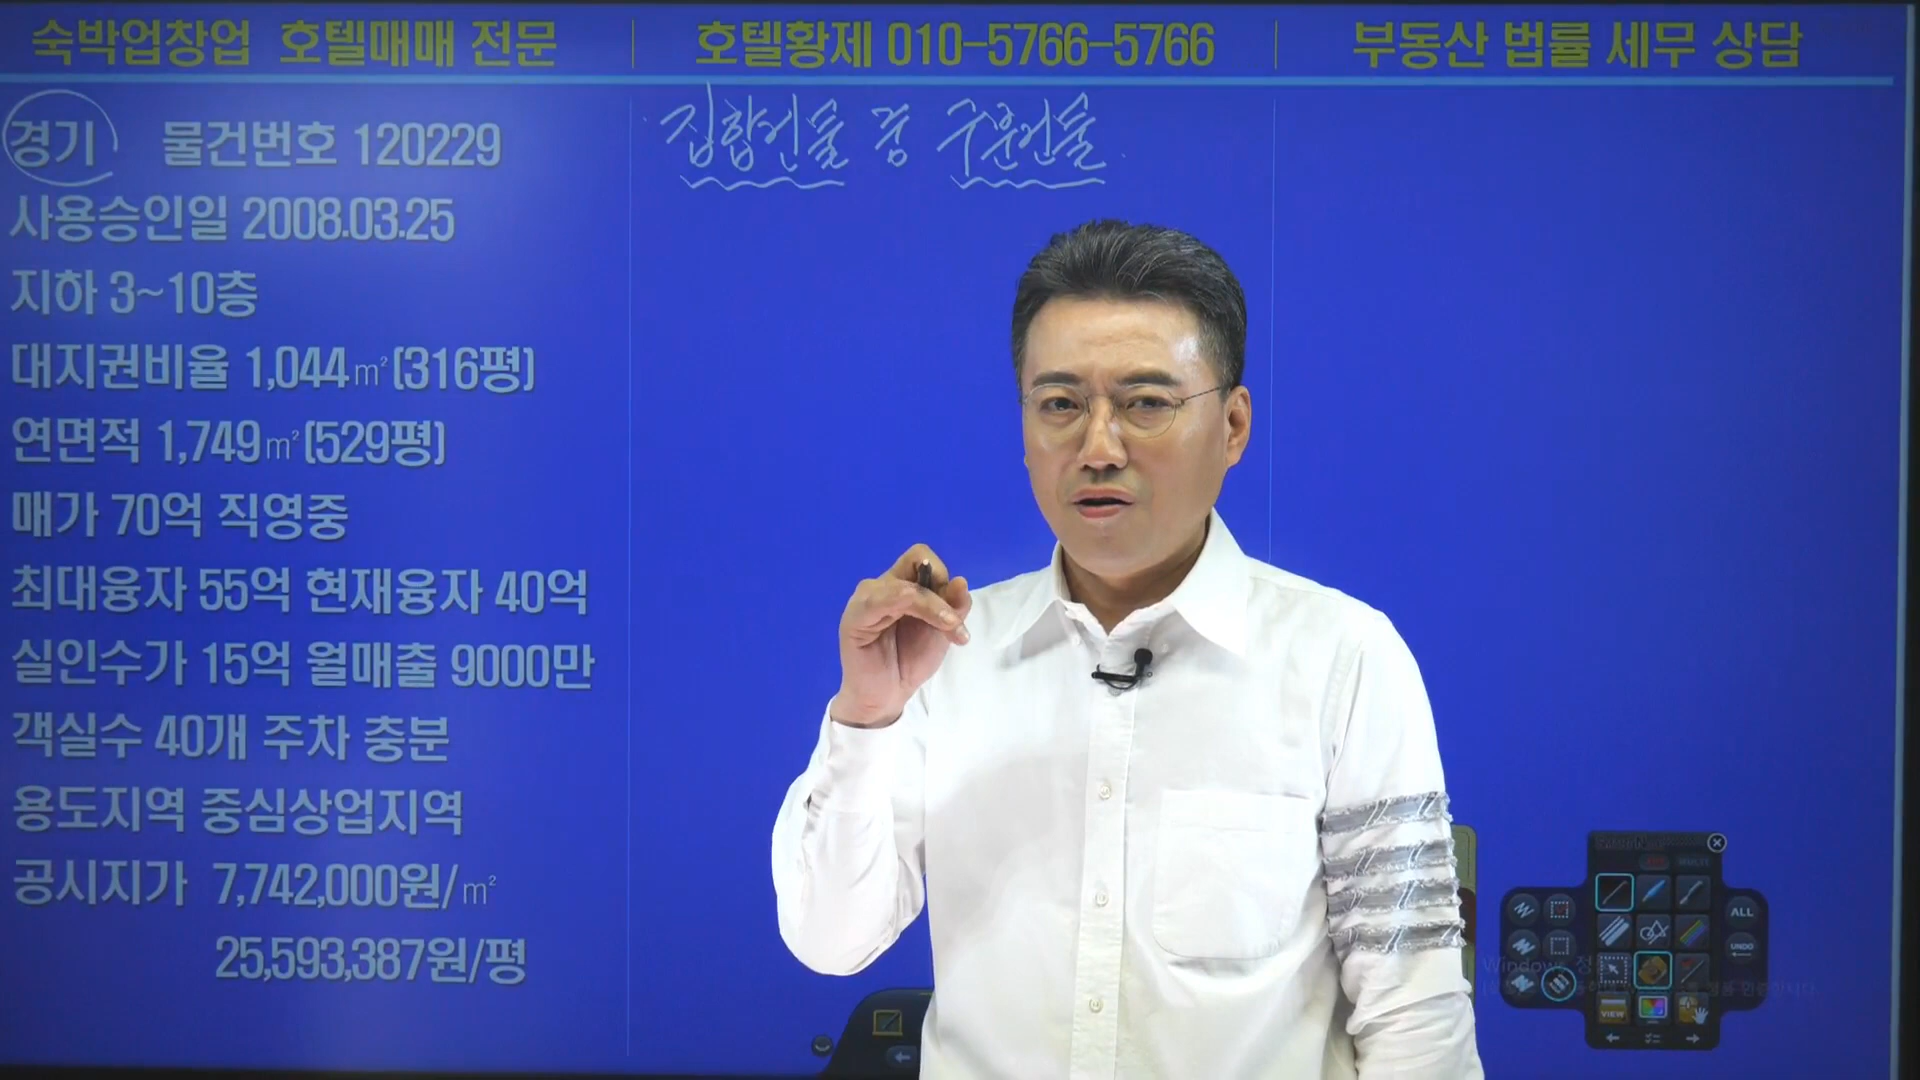 숙박업창업 호텔매매 전문
호텔황제 010-5766-5766
부동산 법률 세무 상담
경기 물건번호 120229
사용승인일 2008.03.25
지하 3~10층
대지권비율 1,044㎡(316평)
연면적 1,749㎡(529평)
매가 70억 직영중
최대융자 55억 현재융자 40억
실인수가 15억 월매출 9000만
객실수 40개 주차 충분
용도지역 중심상업지역
공시지가 7,742,000원/㎡
25,593,387원/평
집합건물 중 구분건물
ALL
UNDO
VIEW
Windows 정